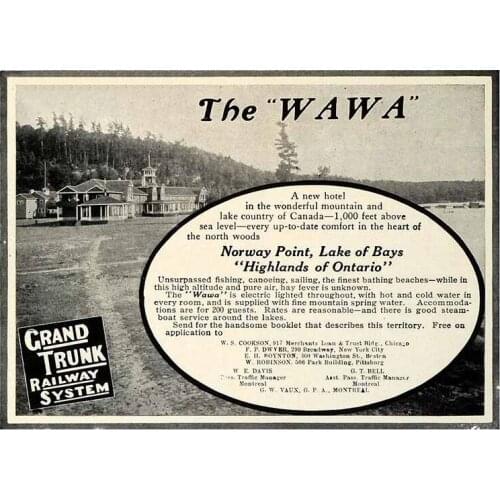 The "WAWA"
A new hotel
in the wonderful mountain and
lake country of Canada—1,000 feet above
sea level—every up-to-date comfort in the heart of
the north woods
Norway Point, Lake of Bays
"Highlands of Ontario"
Unsurpassed fishing, canoeing, sailing, the finest bathing beaches—while in
this high altitude and pure air, hay fever is unknown.
The "Wawa" is electric lighted throughout, with hot and cold water in
every room, and is supplied with fine mountain spring water. Accommoda-
tions are for 200 guests. Rates are reasonable—and there is good steam-
boat service around the lakes.
Send for the handsome booklet that describes this territory. Free on
application to
W. S. COOKSON, 917 Merchants Loan & Trust Bldg., Chicago
F. P. DWYER, 290 Broadway, New York City
E. H. BOYNTON, 360 Washington St., Boston
W. ROBINSON, 506 Park Building, Pittsburg
W. E. DAVIS
Pass. Traffic Manager
Montreal
G. T. BELL
Asst. Pass. Traffic Manager
Montreal
G. W. VAUX, G. P. A., MONTREAL
GRAND
TRUNK
RAILWAY
SYSTEM